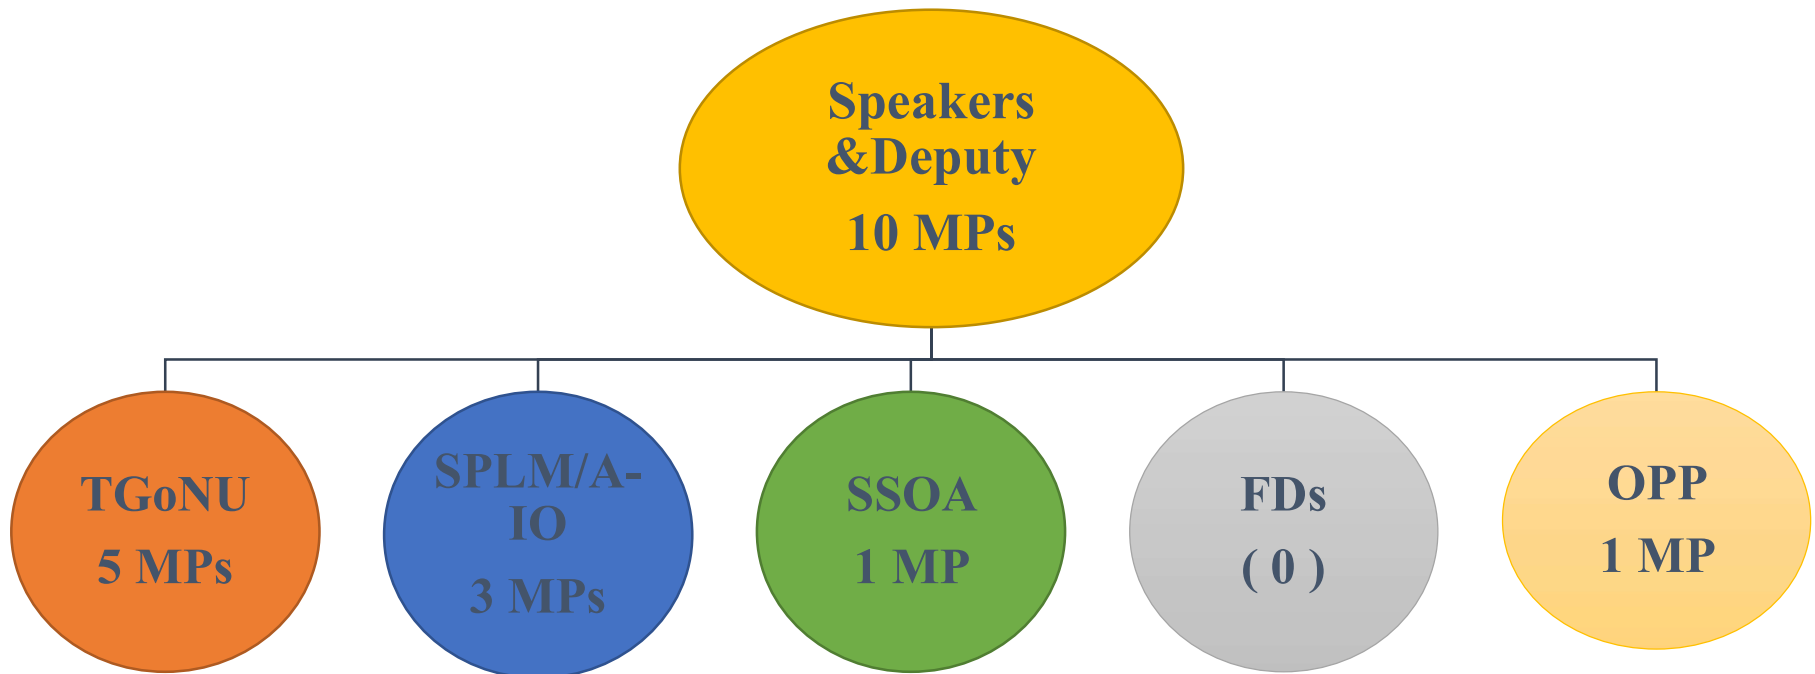 Speakers
&Deputy
10 MPs
TGoNU
5 MPs
SPLM/A-
IO
3 MPs
SSOA
1 MP
FDs
( 0 )
OPP
1 MP